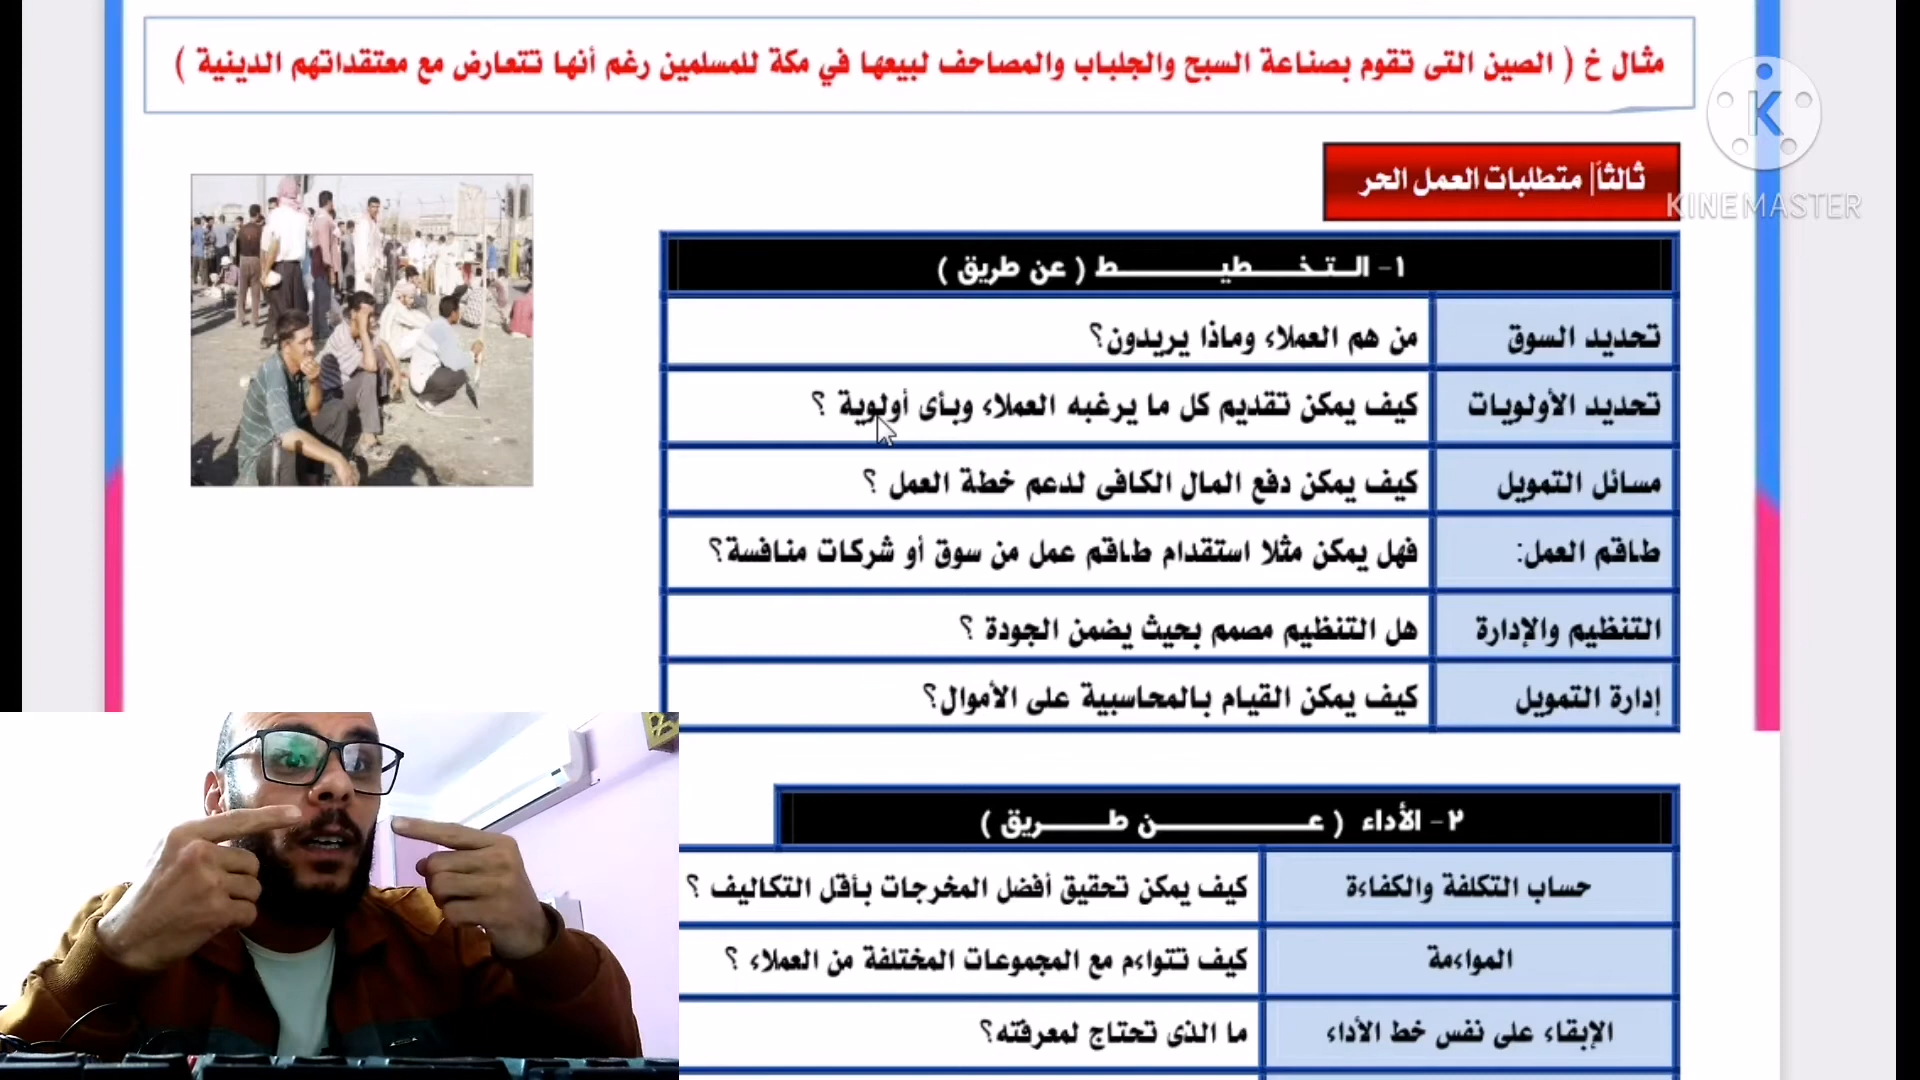 مثال خ ( الصين التى تقوم بصناعة السبح والجلباب والمصاحف لبيعها في مكة للمسلمين رغم أنها تتعارض مع معتقداتهم الدينية )
K
KINEMASTER
ثالثاً| متطلبات العمل الحر
١- الـتـخـــــطيـــــــــــط ( عن طريق )
تحديد السوق من هم العملاء وماذا يريدون؟
تحديد الأولويات كيف يمكن تقديم كل ما يرغبه العملاء وبأى أولوية ؟
مسائل التمويل كيف يمكن دفع المال الكافى لدعم خطة العمل ؟
طاقم العمل: فهل يمكن مثلا استقدام طاقم عمل من سوق أو شركات منافسة؟
التنظيم والإدارة هل التنظيم مصمم بحيث يضمن الجودة ؟
إدارة التمويل كيف يمكن القيام بالمحاسبية على الأموال؟
٢- الأداء ( عـــــــــــــن طـــــــريق )
حساب التكلفة والكفاءة كيف يمكن تحقيق أفضل المخرجات بأقل التكاليف ؟
المواءمة كيف تتواءم مع المجموعات المختلفة من العملاء ؟
الإبقاء على نفس خط الأداء ما الذى تحتاج لمعرفته؟